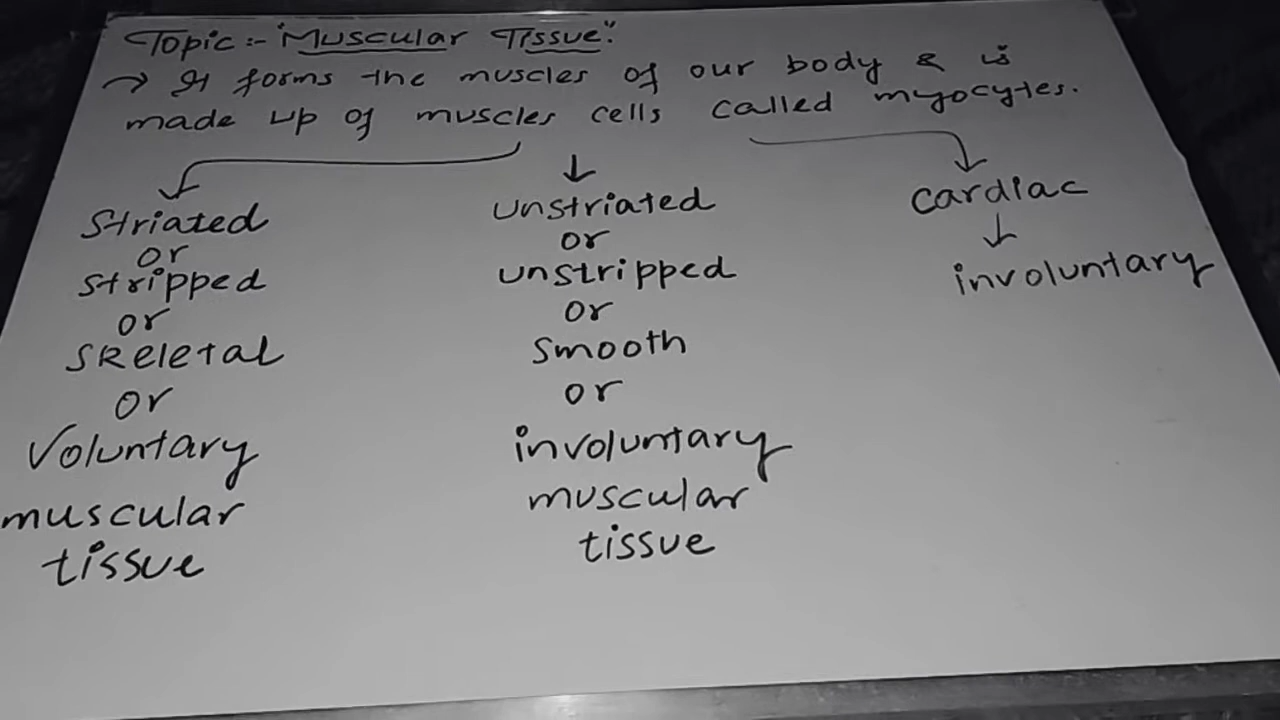 Topic:- "Muscular Tissue."
→ It forms the muscles of our body & is
made up of muscles cells called myocytes.
Striated
or
Stripped
or
Skeletal
or
Voluntary
muscular
tissue
Unstriated
or
unstripped
or
Smooth
or
involuntary
muscular
tissue
Cardiac
↓
involuntary